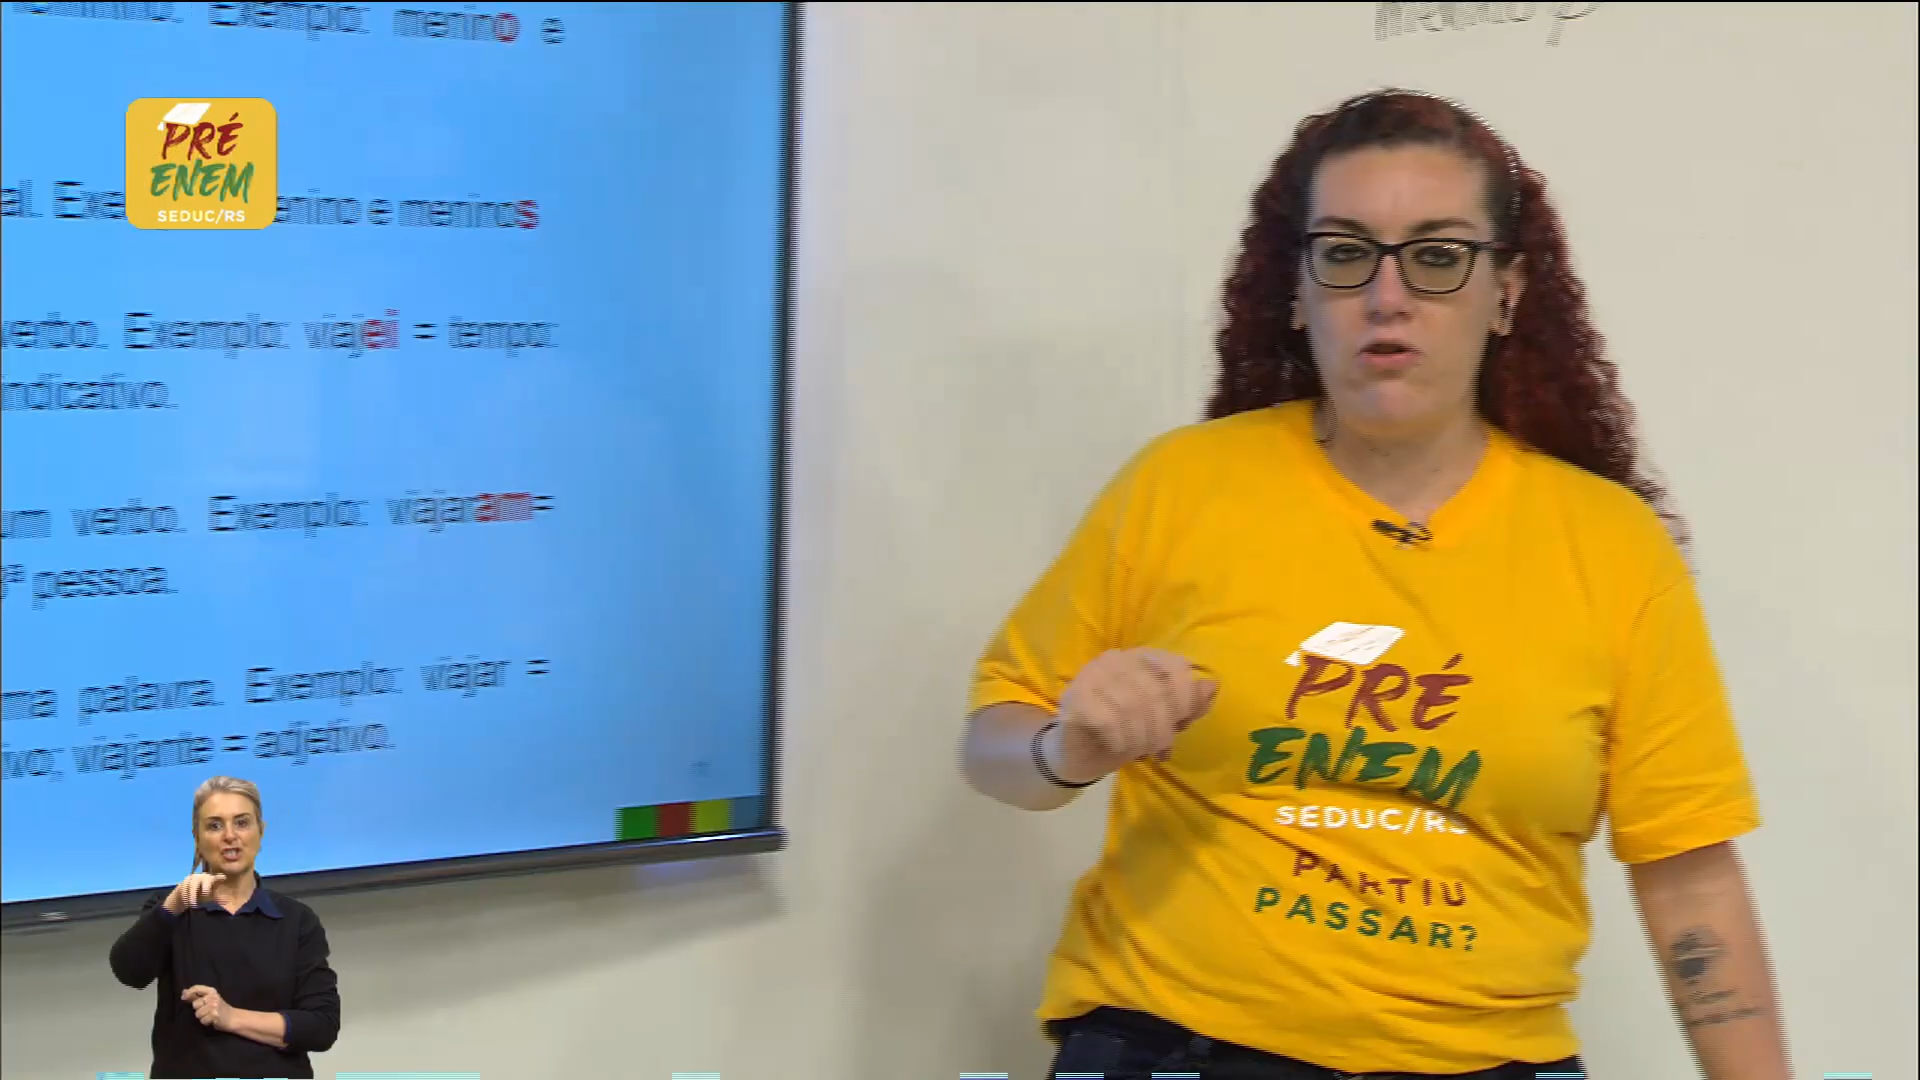 Exemplo: menino e
PRÉ
ENEM
SEDUC/RS
menino e meninos
verbo. Exemplo: viajei = tempo:
indicativo.
um verbo. Exemplo: viajaram=
3ª pessoa.
palavra. Exemplo: viajar =
viajante = adjetivo.
PRÉ
ENEM
SEDUC/RS
PARTIU
PASSAR?